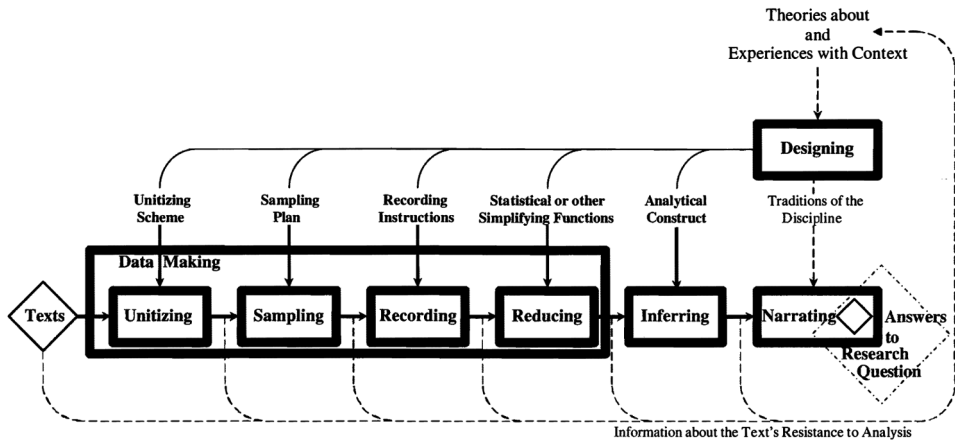 Theories about
and
Experiences with Context
Designing
Unitizing
Scheme
Sampling
Plan
Recording
Instructions
Statistical or other
Simplifying Functions
Analytical
Construct
Traditions of the
Discipline
Data Making
Texts
Unitizing
Sampling
Recording
Reducing
Inferring
Narrating
Answers
to
Research
Question
Information about the Text's Resistance to Analysis